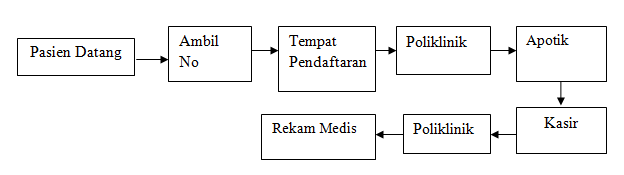 Pasien Datang
Ambil
No
Tempat
Pendaftaran
Poliklinik
Apotik
Kasir
Poliklinik
Rekam Medis